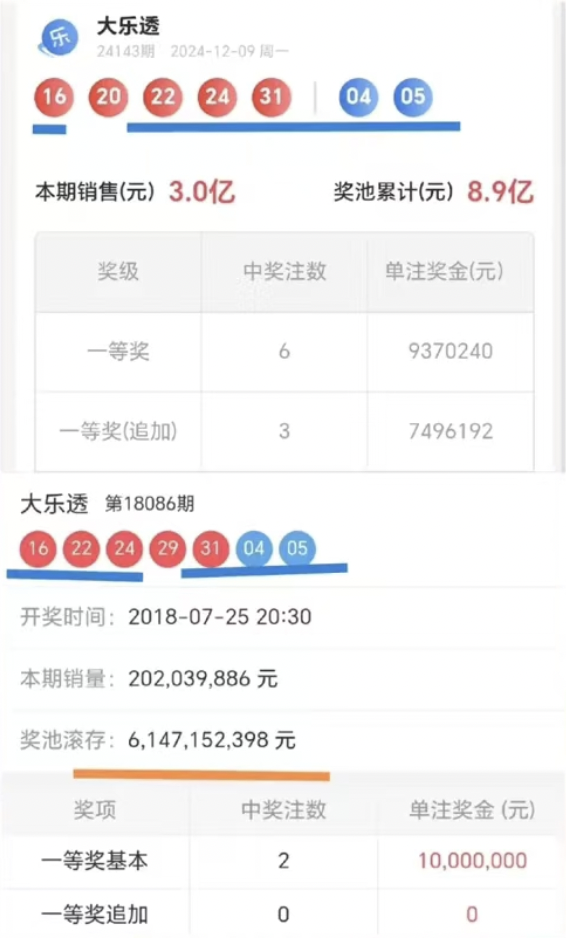 乐
大乐透
24143期 2024-12-09 周一
16 20 22 24 31 04 05
本期销售(元) 3.0亿 奖池累计(元) 8.9亿
奖级 中奖注数 单注奖金(元)
一等奖 6 9370240
一等奖(追加) 3 7496192
大乐透 第18086期
16 22 24 29 31 04 05
开奖时间: 2018-07-25 20:30
本期销量: 202,039,886 元
奖池滚存: 6,147,152,398 元
奖项 中奖注数 单注奖金 (元)
一等奖基本 2 10,000,000
一等奖追加 0 0